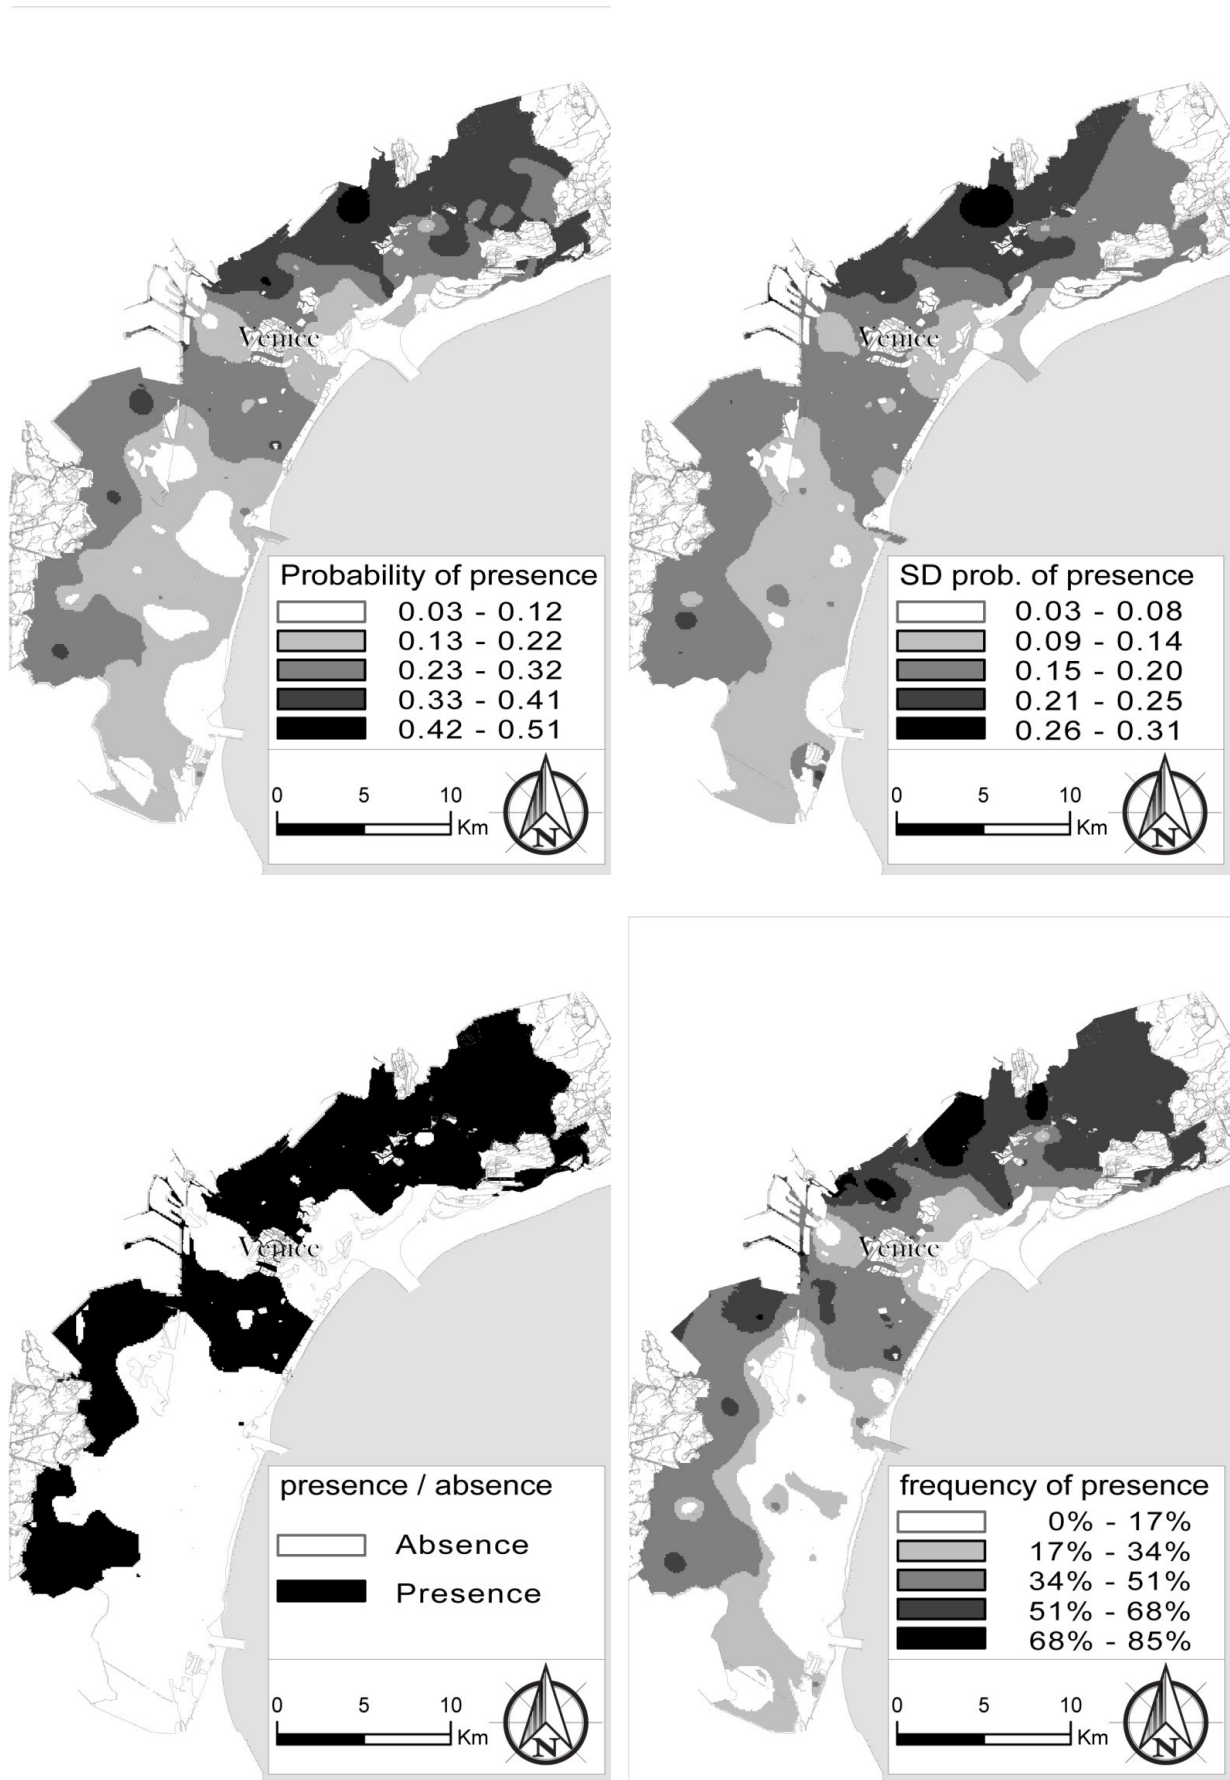 Venice
Probability of presence
0.03 - 0.12
0.13 - 0.22
0.23 - 0.32
0.33 - 0.41
0.42 - 0.51
0 5 10
Km
N
Venice
SD prob. of presence
0.03 - 0.08
0.09 - 0.14
0.15 - 0.20
0.21 - 0.25
0.26 - 0.31
0 5 10
Km
N
Venice
presence / absence
Absence
Presence
0 5 10
Km
N
Venice
frequency of presence
0% - 17%
17% - 34%
34% - 51%
51% - 68%
68% - 85%
0 5 10
Km
N